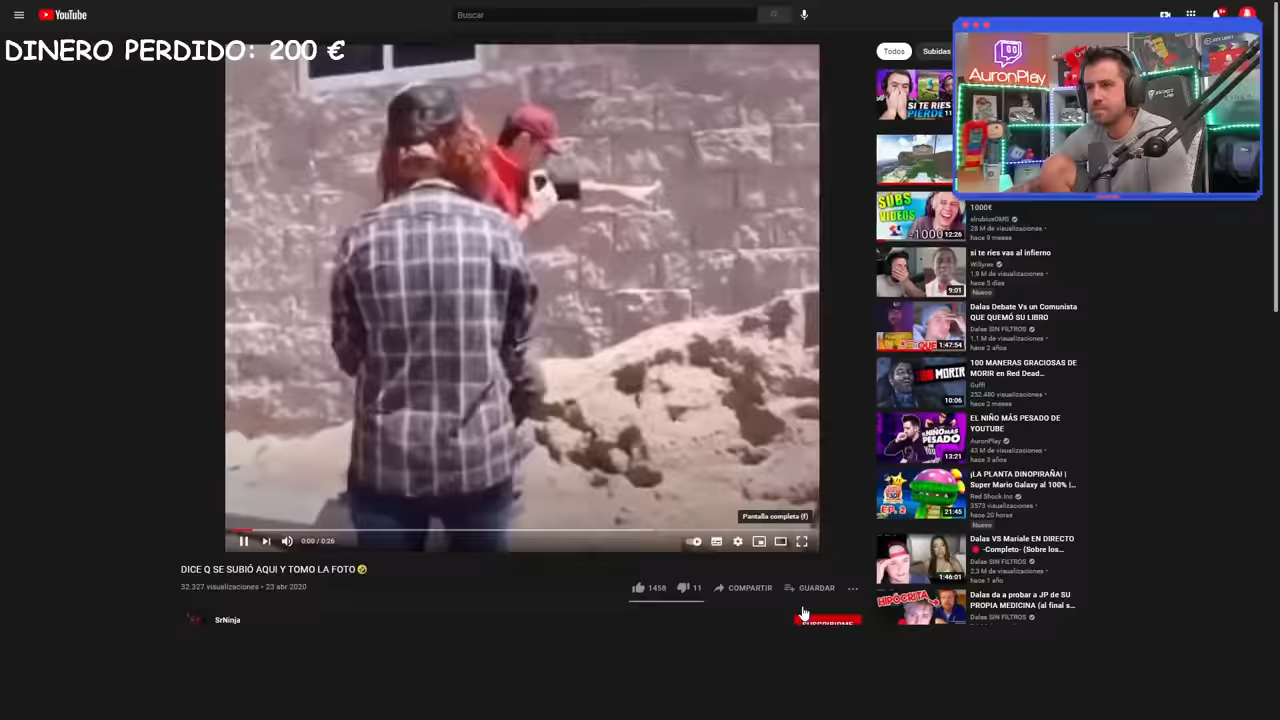 YouTube
Buscar
9+
DINERO PERDIDO: 200 €
Todos
Subidas
AuronPlay
SI TE RIES
PIERDE
SUBS
VIDEOS
-1000
12:26
1000€
elrubiusOMG
28 M de visualizaciones •
hace 9 meses
9:01
si te ries vas al infierno
Willyrex
1,9 M de visualizaciones •
hace 5 días
Nuevo
1:47:54
Dalas Debate Vs un Comunista
QUE QUEMÓ SU LIBRO
Dalas SIN FILTROS
1,1 M de visualizaciones •
hace 2 años
MORIR
10:06
100 MANERAS GRACIOSAS DE
MORIR en Red Dead...
Guffi
252.480 visualizaciones •
hace 2 meses
PESADO
13:21
EL NIÑO MÁS PESADO DE
YOUTUBE
AuronPlay
43 M de visualizaciones •
hace 3 años
EP. 2
21:45
¡LA PLANTA DINOPIRAÑA! |
Super Mario Galaxy al 100% |...
Red Shock Inc
3573 visualizaciones •
hace 20 horas
Nuevo
1:46:01
Dalas VS Mariale EN DIRECTO
-Completo- (Sobre los...
Dalas SIN FILTROS
2,3 M de visualizaciones •
hace 1 año
HIPÓCRITA
Dalas da a probar a JP de SU
PROPIA MEDICINA (al final s...
Dalas SIN FILTROS
Pantalla completa (f)
0:00 / 0:26
DICE Q SE SUBIÓ AQUI Y TOMO LA FOTO 🤣
32.327 visualizaciones • 23 abr 2020
1458
11
COMPARTIR
GUARDAR
SrNinja
SUSCRIBIRME